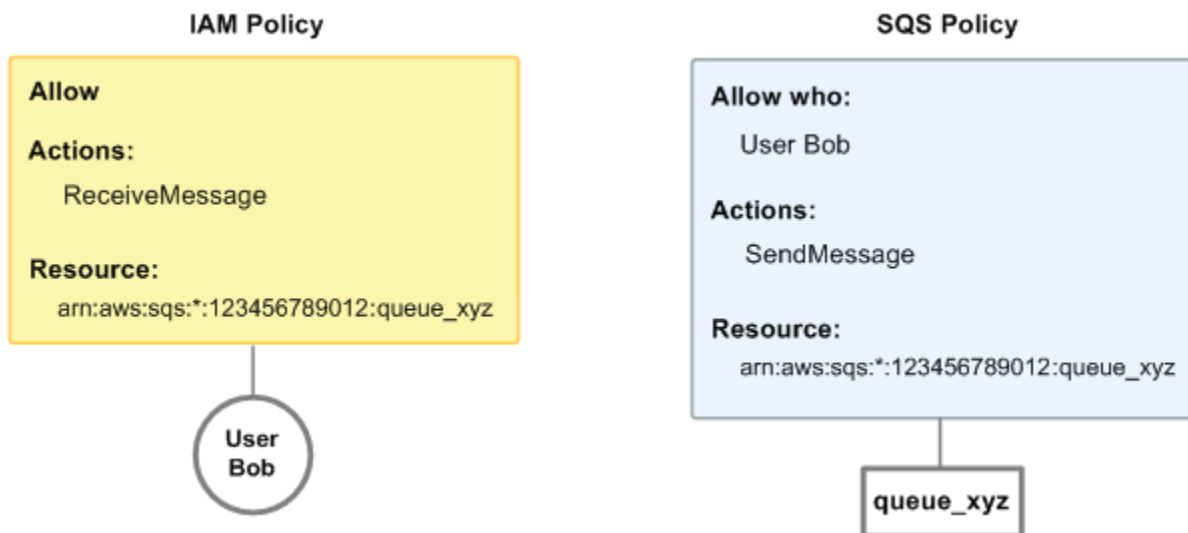 IAM Policy
Allow
Actions:
ReceiveMessage
Resource:
arn:aws:sqs:*:123456789012:queue_xyz
User
Bob
SQS Policy
Allow who:
User Bob
Actions:
SendMessage
Resource:
arn:aws:sqs:*:123456789012:queue_xyz
queue_xyz